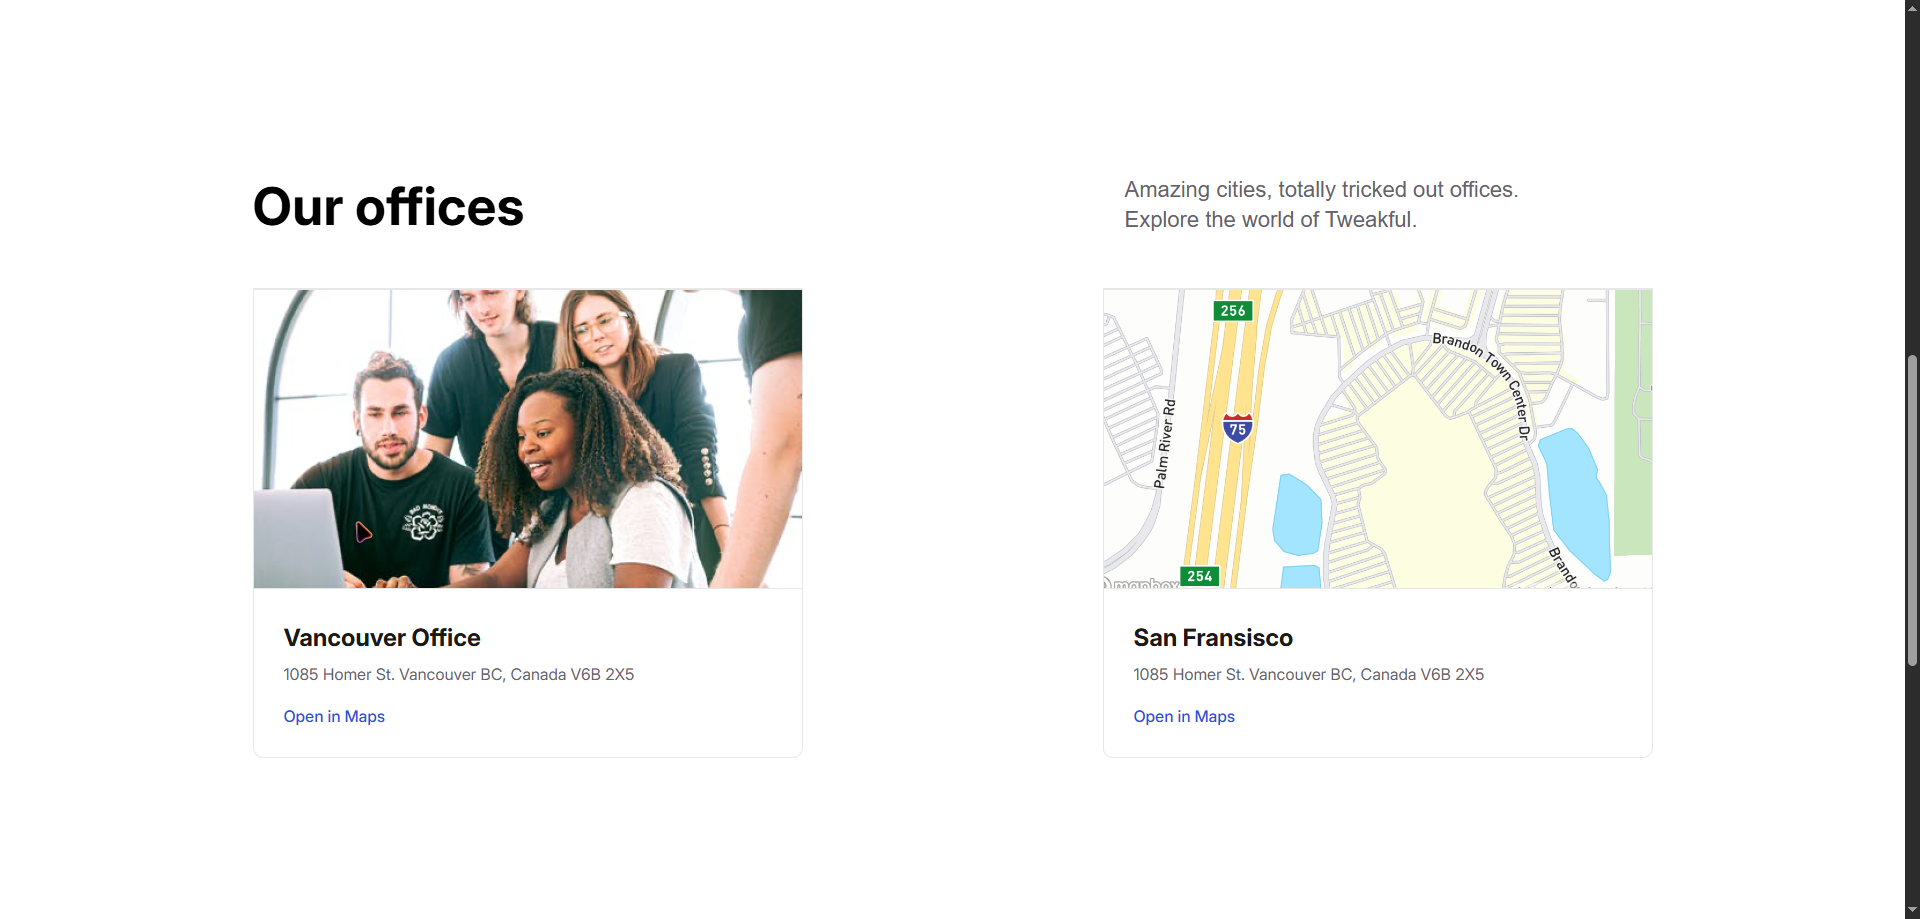 Our offices
Amazing cities, totally tricked out offices.
Explore the world of Tweakful.
BAD MONDAY
256
Brandon Town Center Dr
75
Palm River Rd
Brando
254
mapbox
Vancouver Office
1085 Homer St. Vancouver BC, Canada V6B 2X5
Open in Maps
San Fransisco
1085 Homer St. Vancouver BC, Canada V6B 2X5
Open in Maps